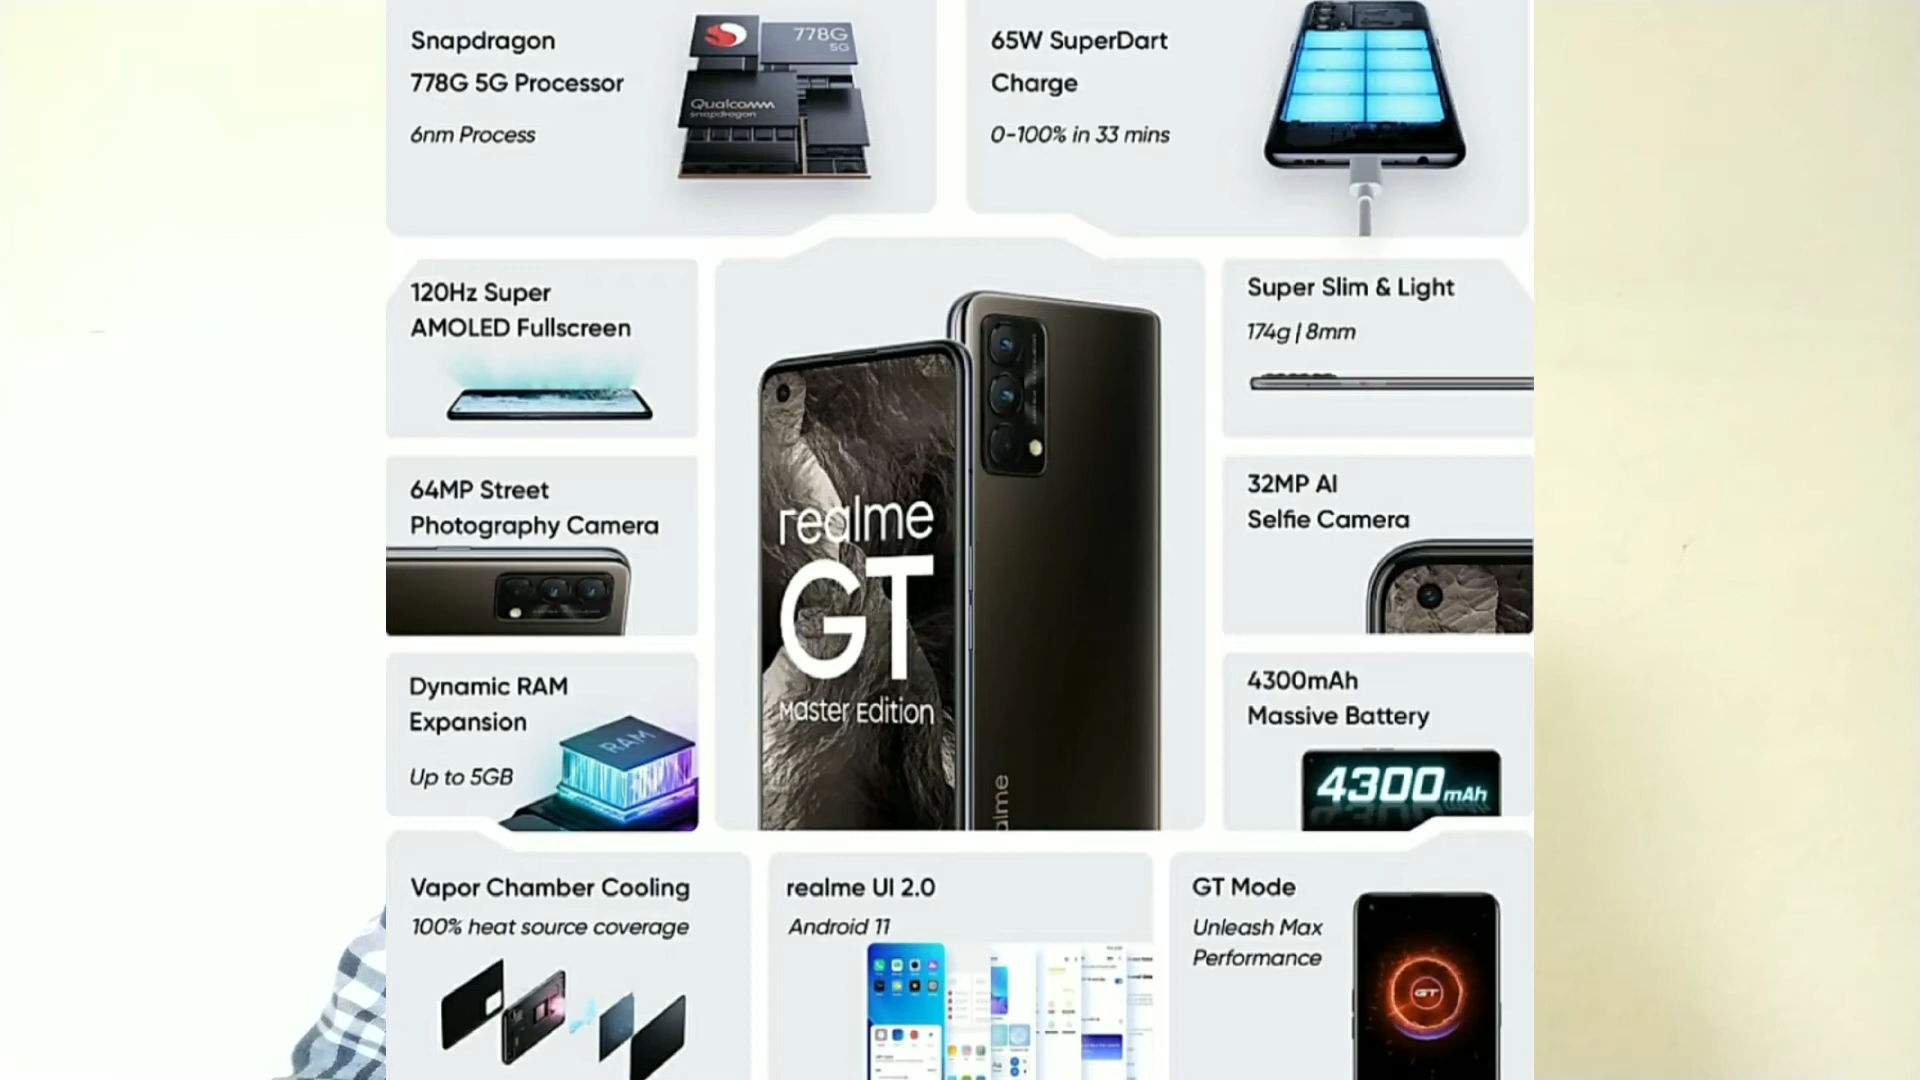 Snapdragon
778G 5G Processor
6nm Process
778G
5G
Qualcomm
snapdragon
65W SuperDart
Charge
0-100% in 33 mins
120Hz Super
AMOLED Fullscreen
Super Slim & Light
174g | 8mm
64MP Street
Photography Camera
realme
GT
Master Edition
alme
32MP AI
Selfie Camera
Dynamic RAM
Expansion
Up to 5GB
RAM
4300mAh
Massive Battery
4300mAh
Vapor Chamber Cooling
100% heat source coverage
realme UI 2.0
Android 11
GT Mode
Unleash Max
Performance
GT